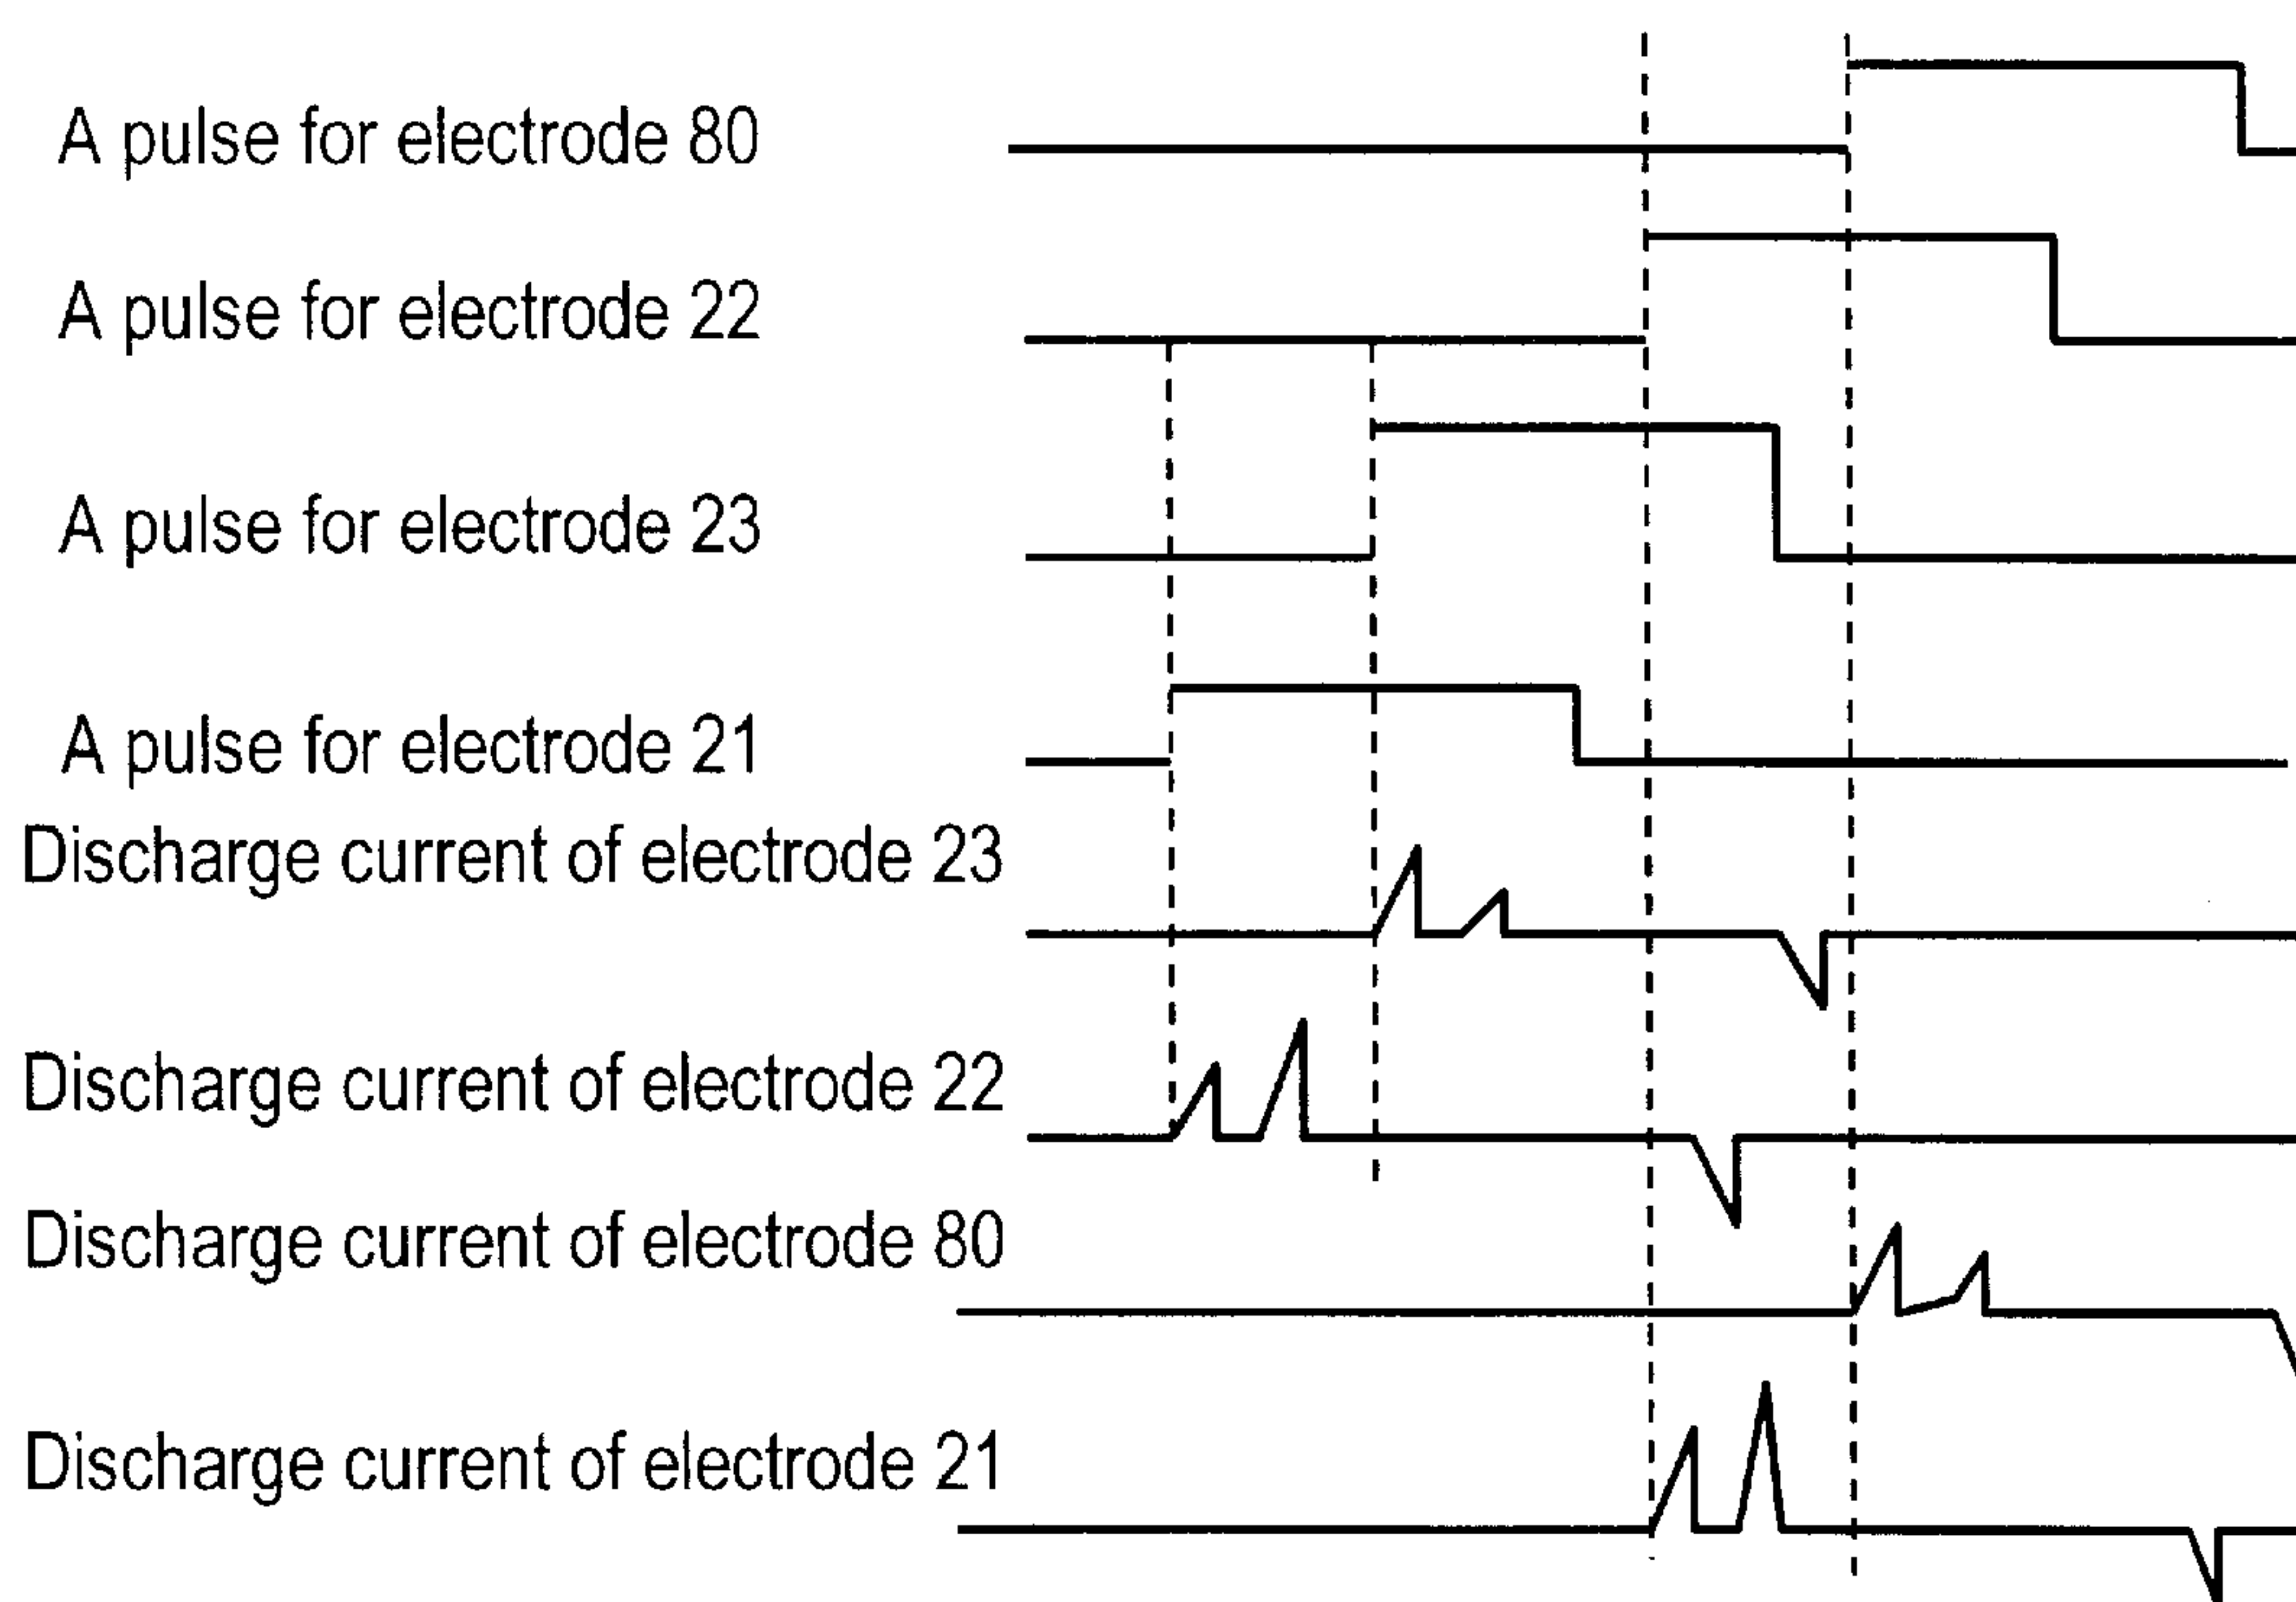 A pulse for electrode 80
A pulse for electrode 22
A pulse for electrode 23
A pulse for electrode 21
Discharge current of electrode 23
Discharge current of electrode 22
Discharge current of electrode 80
Discharge current of electrode 21